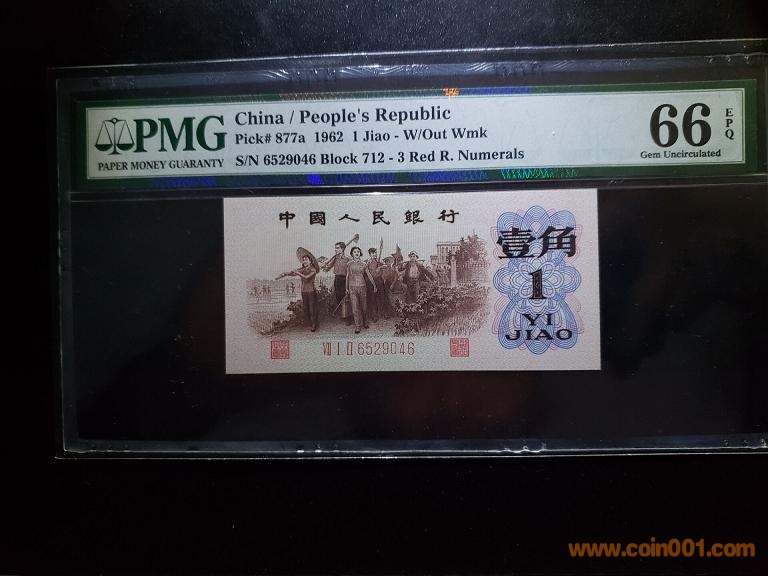 PMG
PAPER MONEY GUARANTY
China / People's Republic
Pick# 877a 1962 1 Jiao - W/Out Wmk
S/N 6529046 Block 712 - 3 Red R. Numerals
66
EPQ
Gem Uncirculated
中國人民銀行
壹角
1
YI
JIAO
VII I II 6529046
www.coin001.com